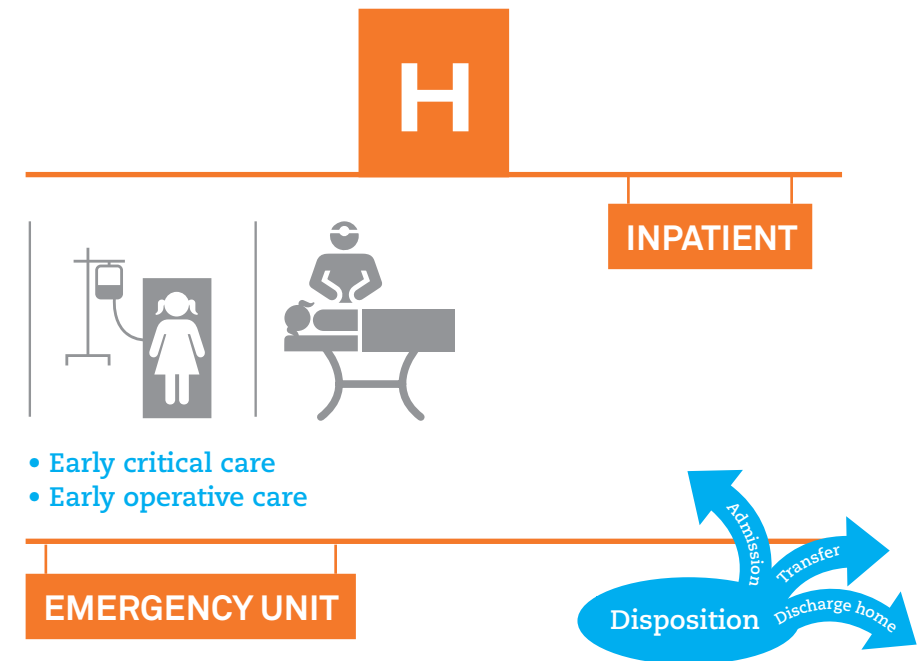 H
INPATIENT
• Early critical care
• Early operative care
EMERGENCY UNIT
Disposition
Admission
Transfer
Discharge home